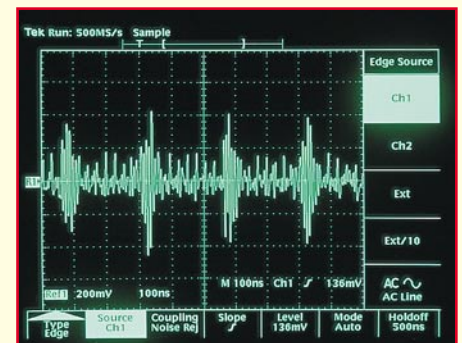 Tek Run: 500MS/s Sample
T
Edge Source
Ch1
Ch2
Ext
Ext/10
AC
AC Line
R1
M 100ns Ch1 136mV
Ref1 200mV 100ns
Type
Edge
Source
Ch1
Coupling
Noise Rej
Slope
Level
136mV
Mode
Auto
Holdoff
500ns